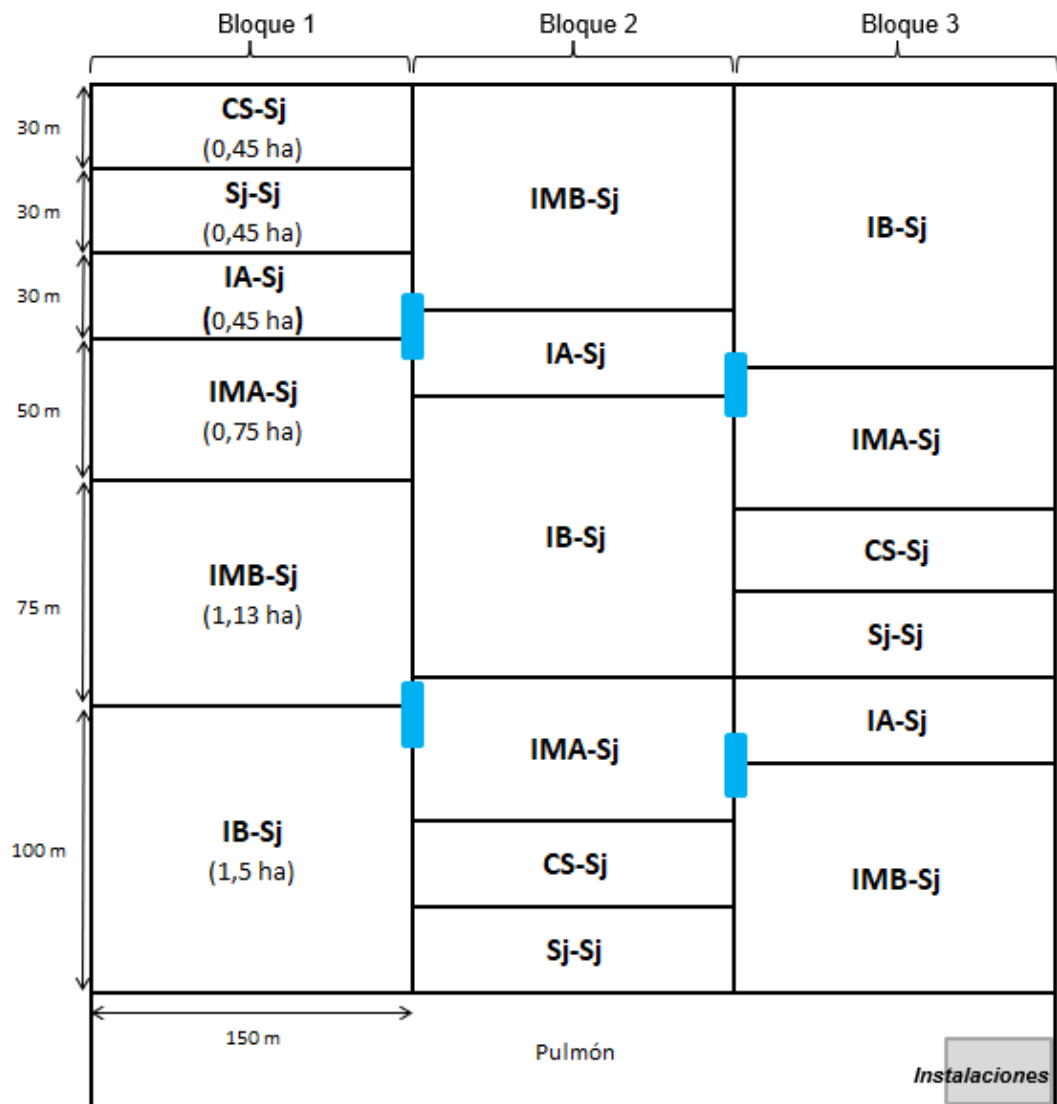 Bloque 1
Bloque 2
Bloque 3
30 m
CS-Sj
(0,45 ha)
30 m
Sj-Sj
(0,45 ha)
30 m
IA-Sj
(0,45 ha)
50 m
IMA-Sj
(0,75 ha)
75 m
IMB-Sj
(1,13 ha)
100 m
IB-Sj
(1,5 ha)
150 m
IMB-Sj
IA-Sj
IB-Sj
IMA-Sj
CS-Sj
Sj-Sj
IB-Sj
IMA-Sj
CS-Sj
Sj-Sj
IA-Sj
IMB-Sj
Pulmón
Instalaciones